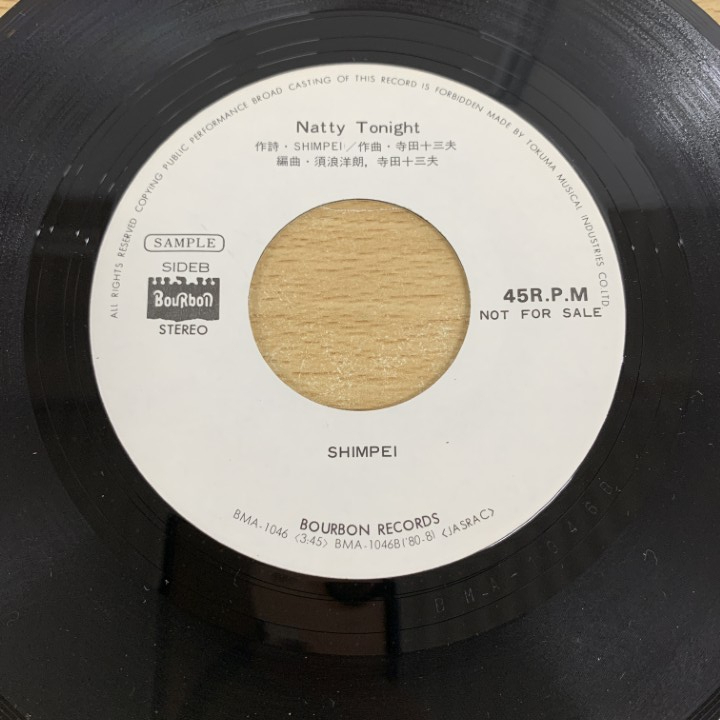 ALL RIGHTS RESERVED COPYING PUBLIC PERFORMANCE BROAD CASTING OF THIS RECORD IS FORBIDDEN MADE BY TOKUMA MUSICAL INDUSTRIES CO.LTD
Natty Tonight
作詩・SHIMPEI/作曲・寺田十三夫
編曲・須浪洋朗, 寺田十三夫
SAMPLE
SIDEB
BouRboN
STEREO
45R.P.M
NOT FOR SALE
SHIMPEI
BOURBON RECORDS
BMA-1046 〈3:45〉 BMA-1046B('80-8) 〈JASRAC〉